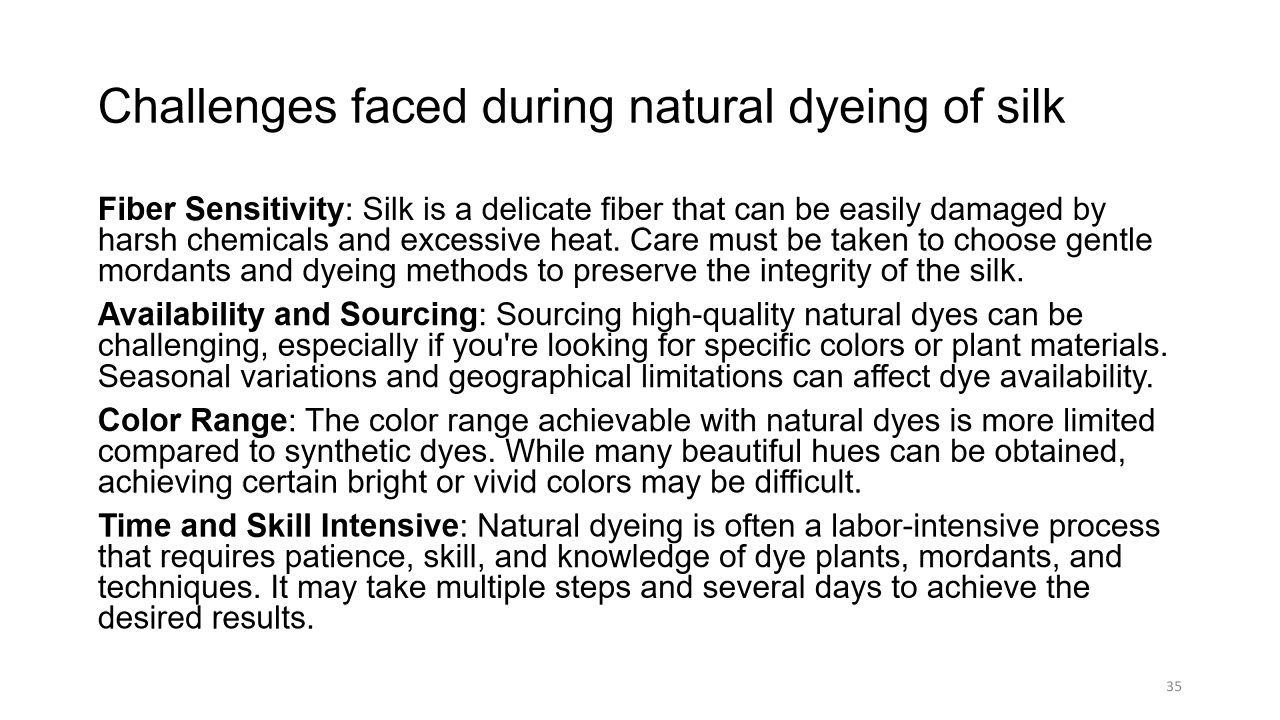 Challenges faced during natural dyeing of silk
Fiber Sensitivity: Silk is a delicate fiber that can be easily damaged by
harsh chemicals and excessive heat. Care must be taken to choose gentle
mordants and dyeing methods to preserve the integrity of the silk.
Availability and Sourcing: Sourcing high-quality natural dyes can be
challenging, especially if you're looking for specific colors or plant materials.
Seasonal variations and geographical limitations can affect dye availability.
Color Range: The color range achievable with natural dyes is more limited
compared to synthetic dyes. While many beautiful hues can be obtained,
achieving certain bright or vivid colors may be difficult.
Time and Skill Intensive: Natural dyeing is often a labor-intensive process
that requires patience, skill, and knowledge of dye plants, mordants, and
techniques. It may take multiple steps and several days to achieve the
desired results.
35